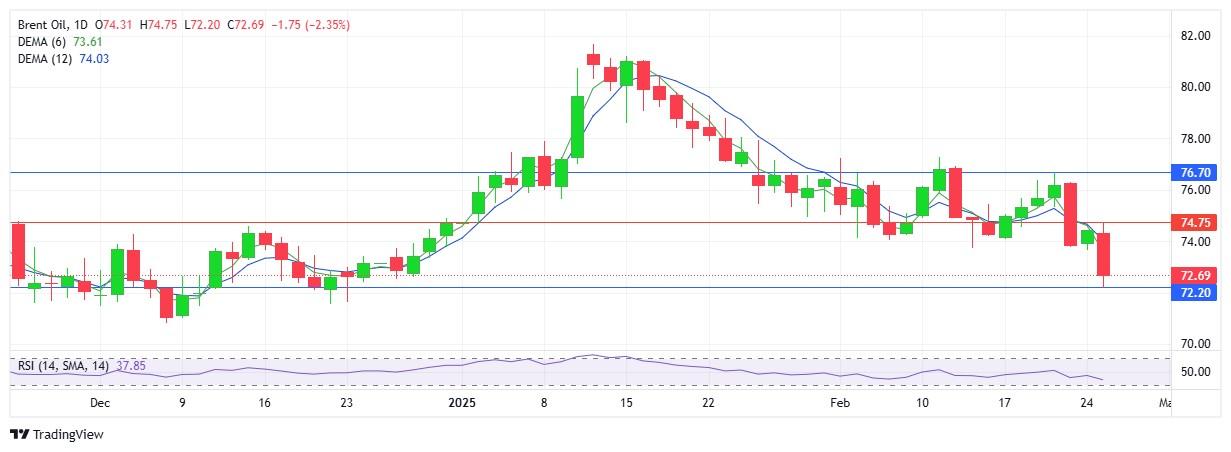 Brent Oil, 1D O74.31 H74.75 L72.20 C72.69 −1.75 (−2.35%)
DEMA (6) 73.61
DEMA (12) 74.03
82.00
80.00
78.00
76.70
76.00
74.75
74.00
72.69
72.20
70.00
RSI (14, SMA, 14) 37.85
50.00
Dec 9 16 23 2025 8 15 22 Feb 10 17 24 Ma
TradingView